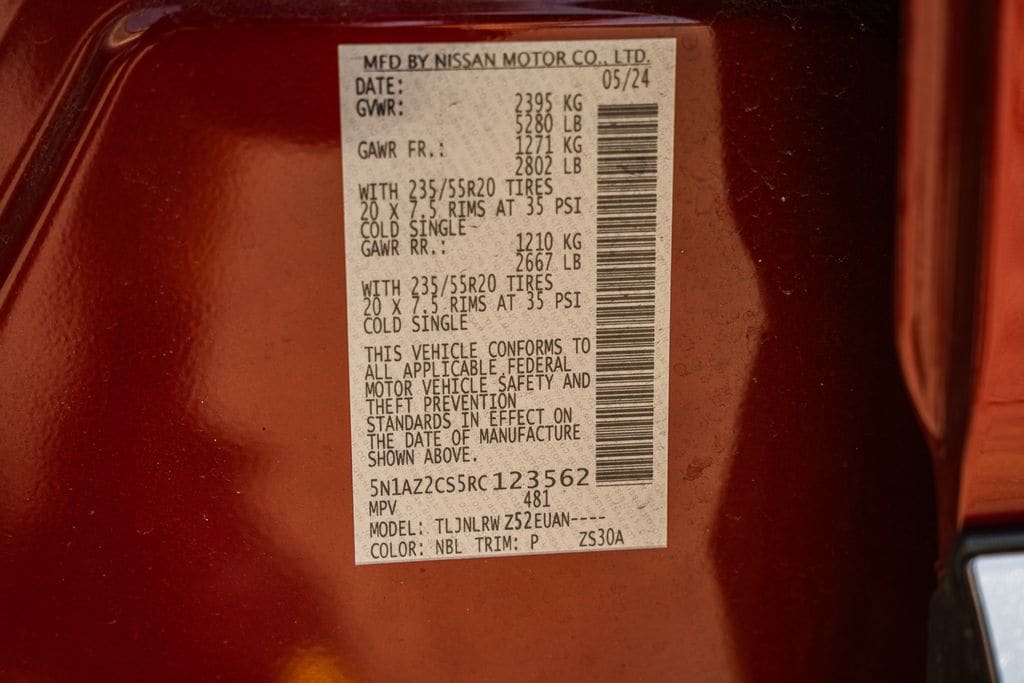 MFD BY NISSAN MOTOR CO., LTD.
DATE: 05/24
GVWR: 2395 KG
5280 LB
GAWR FR.: 1271 KG
2802 LB
WITH 235/55R20 TIRES
20 X 7.5 RIMS AT 35 PSI
COLD SINGLE
GAWR RR.: 1210 KG
2667 LB
WITH 235/55R20 TIRES
20 X 7.5 RIMS AT 35 PSI
COLD SINGLE
THIS VEHICLE CONFORMS TO
ALL APPLICABLE FEDERAL
MOTOR VEHICLE SAFETY AND
THEFT PREVENTION
STANDARDS IN EFFECT ON
THE DATE OF MANUFACTURE
SHOWN ABOVE.
5N1AZ2CS5RC123562
MPV 481
MODEL: TLJNLRWZ52EUAN----
COLOR: NBL TRIM: P ZS30A